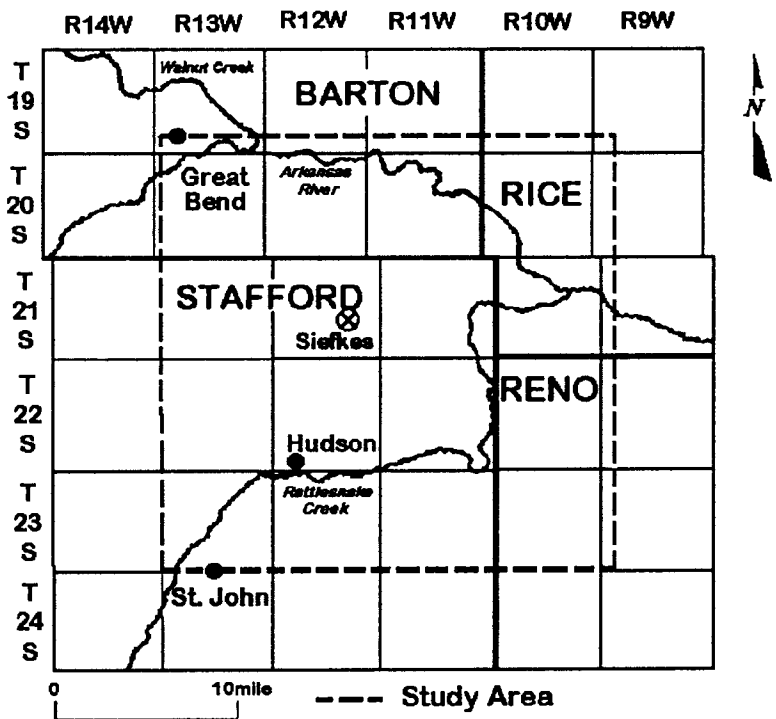 R14W R13W R12W R11W R10W R9W
T
19
S
Walnut Creek
BARTON
N
T
20
S
Great
Bend
Arkansas
River
RICE
T
21
S
STAFFORD
Siefkes
T
22
S
RENO
Hudson
T
23
S
Rattlesnake
Creek
T
24
S
St. John
0 10mile
Study Area